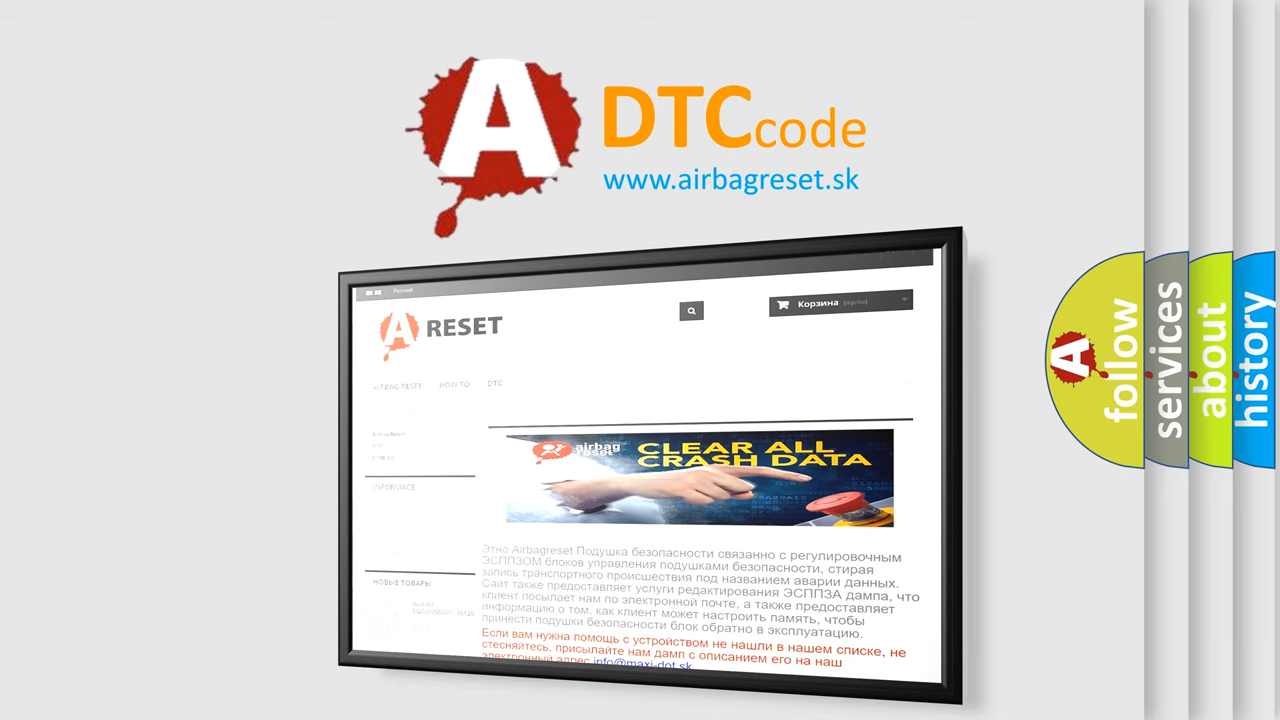 A
DTCcode
www.airbagreset.sk
Русский
A RESET
Корзина (пусто)
AIRBAG RESET HOW TO DTC
Airbag Reset
INFORMACE
airbag
reset
CLEAR ALL
CRASH DATA
Этно Airbagreset Подушка безопасности связанно с регулировочным
ЭСППЗОМ блоков управления подушками безопасности, стирая
запись транспортного происшествия под названием аварии данных.
Сайт также предоставляет услуги редактирования ЭСППЗА дампа, что
клиент посылает нам по электронной почте, а также предоставляет
информацию о том, как клиент может настроить память, чтобы
принести подушки безопасности блок обратно в эксплуатацию.
Если вам нужна помощь с устройством не нашли в нашем списке, не
стесняйтесь, присылайте нам дамп с описанием его на наш
электронный адрес info@maxi-dot.sk
НОВЫЕ ТОВАРЫ
A
follow
services
about
history